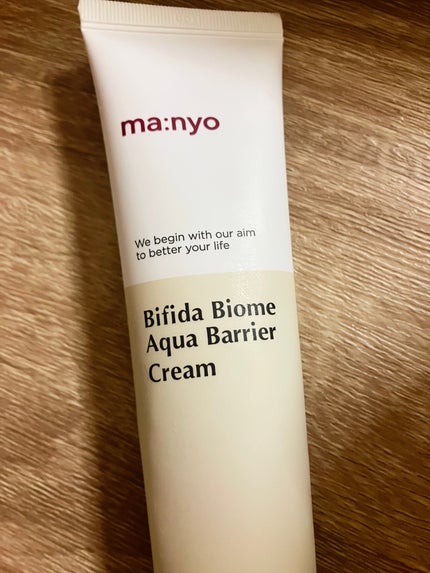 ma:nyo
We begin with our aim
to better your life
Bifida Biome
Aqua Barrier
Cream